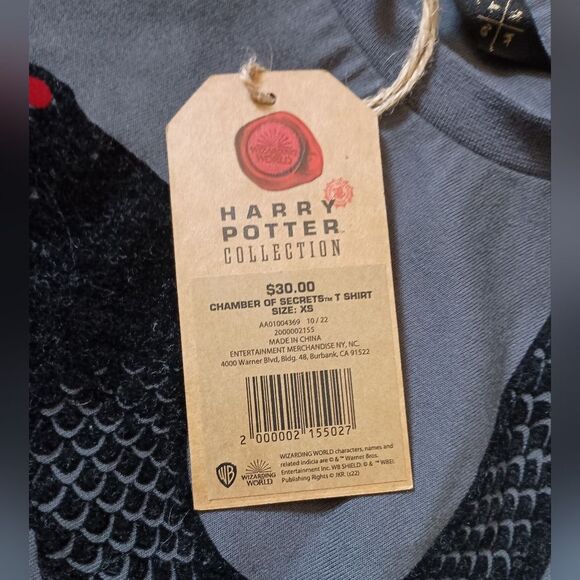 WIZARDING
WORLD
HARRY
POTTER™
COLLECTION
$30.00
CHAMBER OF SECRETS™ T SHIRT
SIZE: XS
AA01004369 10 / 22
2000002155
MADE IN CHINA
ENTERTAINMENT MERCHANDISE NY, NC,
4000 Warner Blvd, Bldg. 48, Burbank, CA 91522
2 000002 155027
WB
WIZARDING
WORLD
WIZARDING WORLD characters, names and
related indicia are © & ™ Warner Bros.
Entertainment Inc. WB SHIELD: © & ™ WBEI.
Publishing Rights © JKR. (s22)